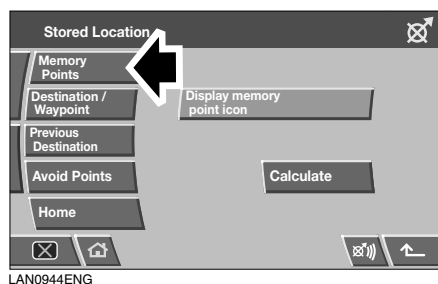 Stored Location
Memory
Points
Destination /
Waypoint
Display memory
point icon
Previous
Destination
Avoid Points
Calculate
Home
LAN0944ENG